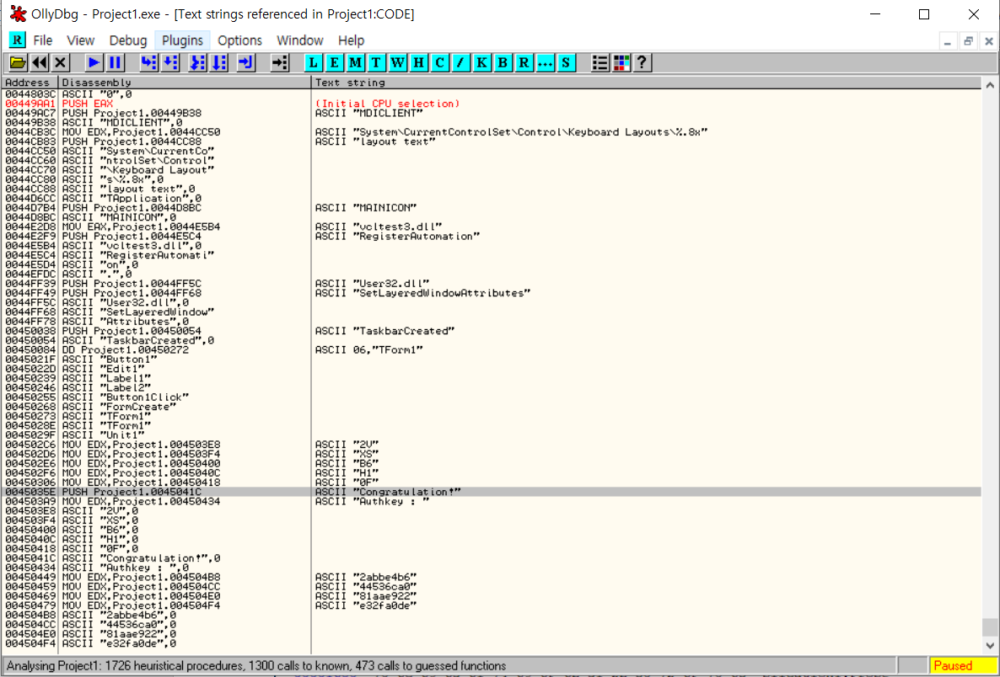 OllyDbg - Project1.exe - [Text strings referenced in Project1:CODE]
R File View Debug Plugins Options Window Help
L E M T W H C / K B R ... S ?
Address Disassembly Text string
0044803C ASCII "0",0
00449AA1 PUSH EAX (Initial CPU selection)
00449AC7 PUSH Project1.00449B38 ASCII "MDICLIENT"
00449B38 ASCII "MDICLIENT",0
0044CB3C MOV EDX,Project1.0044CC50 ASCII "System\CurrentControlSet\Control\Keyboard Layouts\%.8x"
0044CB83 PUSH Project1.0044CC88 ASCII "layout text"
0044CC50 ASCII "System\CurrentCo"
0044CC60 ASCII "ntrolSet\Control"
0044CC70 ASCII "\Keyboard Layout"
0044CC80 ASCII "s\%.8x",0
0044CC88 ASCII "layout text",0
0044D6CC ASCII "TApplication",0
0044D7B4 PUSH Project1.0044D8BC ASCII "MAINICON"
0044D8BC ASCII "MAINICON",0
0044E2D8 MOV EAX,Project1.0044E5B4 ASCII "vcltest3.dll"
0044E2F9 PUSH Project1.0044E5C4 ASCII "RegisterAutomation"
0044E5B4 ASCII "vcltest3.dll",0
0044E5C4 ASCII "RegisterAutomati"
0044E5D4 ASCII "on",0
0044EFDC ASCII ".",0
0044FF39 PUSH Project1.0044FF5C ASCII "User32.dll"
0044FF49 PUSH Project1.0044FF68 ASCII "SetLayeredWindowAttributes"
0044FF5C ASCII "User32.dll",0
0044FF68 ASCII "SetLayeredWindow"
0044FF78 ASCII "Attributes",0
00450038 PUSH Project1.00450054 ASCII "TaskbarCreated"
00450054 ASCII "TaskbarCreated",0
00450084 DD Project1.00450272 ASCII 06,"TForm1"
0045021F ASCII "Button1"
0045022D ASCII "Edit1"
00450239 ASCII "Label1"
00450246 ASCII "Label2"
00450255 ASCII "Button1Click"
00450268 ASCII "FormCreate"
00450273 ASCII "TForm1"
0045028E ASCII "TForm1"
0045029F ASCII "Unit1"
004502C6 MOV EDX,Project1.004503E8 ASCII "2V"
004502D6 MOV EDX,Project1.004503F4 ASCII "XS"
004502E6 MOV EDX,Project1.00450400 ASCII "B6"
004502F6 MOV EDX,Project1.0045040C ASCII "H1"
00450306 MOV EDX,Project1.00450418 ASCII "0F"
0045035E PUSH Project1.0045041C ASCII "Congratulation!"
004503A9 MOV EDX,Project1.00450434 ASCII "Authkey : "
004503E8 ASCII "2V",0
004503F4 ASCII "XS",0
00450400 ASCII "B6",0
0045040C ASCII "H1",0
00450418 ASCII "0F",0
0045041C ASCII "Congratulation!",0
00450434 ASCII "Authkey : ",0
00450449 MOV EDX,Project1.004504B8 ASCII "2abbe4b6"
00450459 MOV EDX,Project1.004504CC ASCII "44536ca0"
00450469 MOV EDX,Project1.004504E0 ASCII "81aae922"
00450479 MOV EDX,Project1.004504F4 ASCII "e32fa0de"
004504B8 ASCII "2abbe4b6",0
004504CC ASCII "44536ca0",0
004504E0 ASCII "81aae922",0
004504F4 ASCII "e32fa0de",0
Analysing Project1: 1726 heuristical procedures, 1300 calls to known, 473 calls to guessed functions Paused